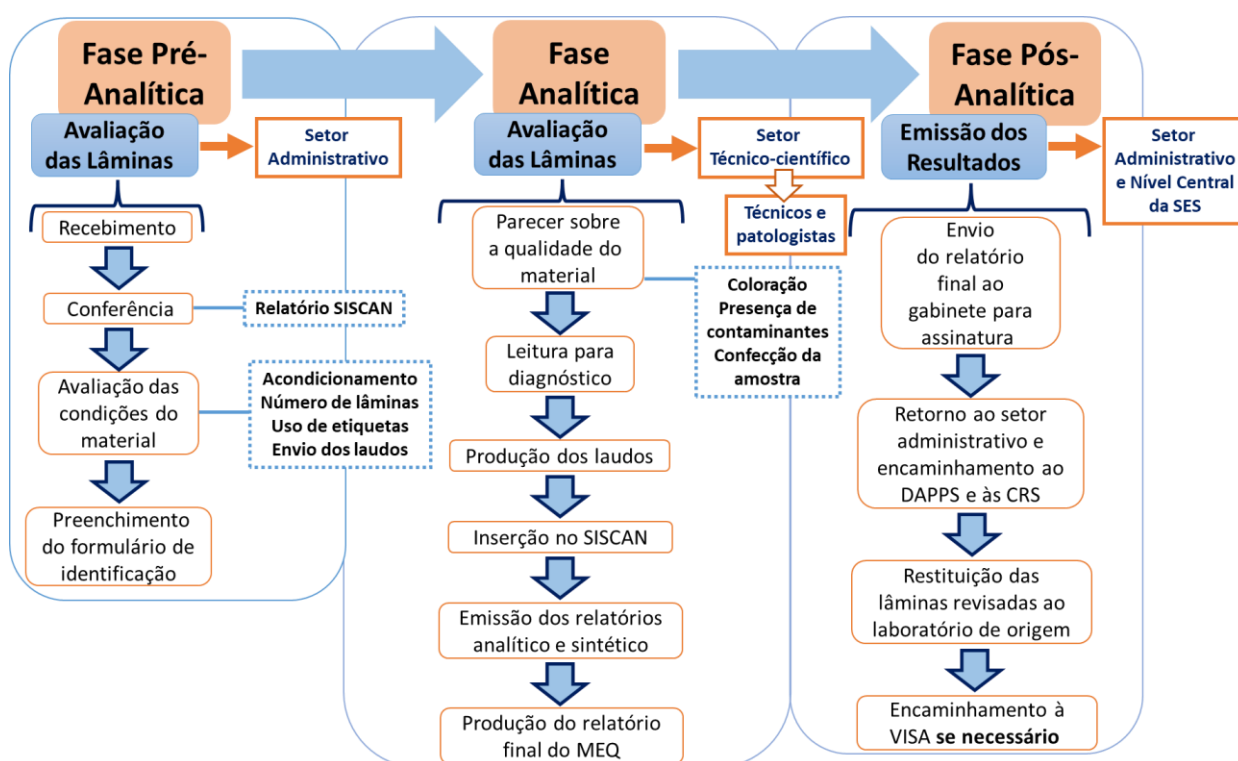 Fase Pré-
Analítica
Avaliação
das Lâminas
Setor
Administrativo
Recebimento
Conferência
Relatório SISCAN
Avaliação das
condições do
material
Acondicionamento
Número de lâminas
Uso de etiquetas
Envio dos laudos
Preenchimento
do formulário de
identificação
Fase
Analítica
Avaliação
das Lâminas
Setor
Técnico-científico
Técnicos e
patologistas
Parecer sobre
a qualidade do
material
Coloração
Presença de
contaminantes
Confecção da
amostra
Leitura para
diagnóstico
Produção dos laudos
Inserção no SISCAN
Emissão dos relatórios
analítico e sintético
Produção do relatório
final do MEQ
Fase Pós-
Analítica
Emissão dos
Resultados
Setor
Administrativo
e Nível Central
da SES
Envio
do relatório
final ao
gabinete para
assinatura
Retorno ao setor
administrativo e
encaminhamento ao
DAPPS e às CRS
Restituição das
lâminas revisadas ao
laboratório de origem
Encaminhamento à
VISA se necessário